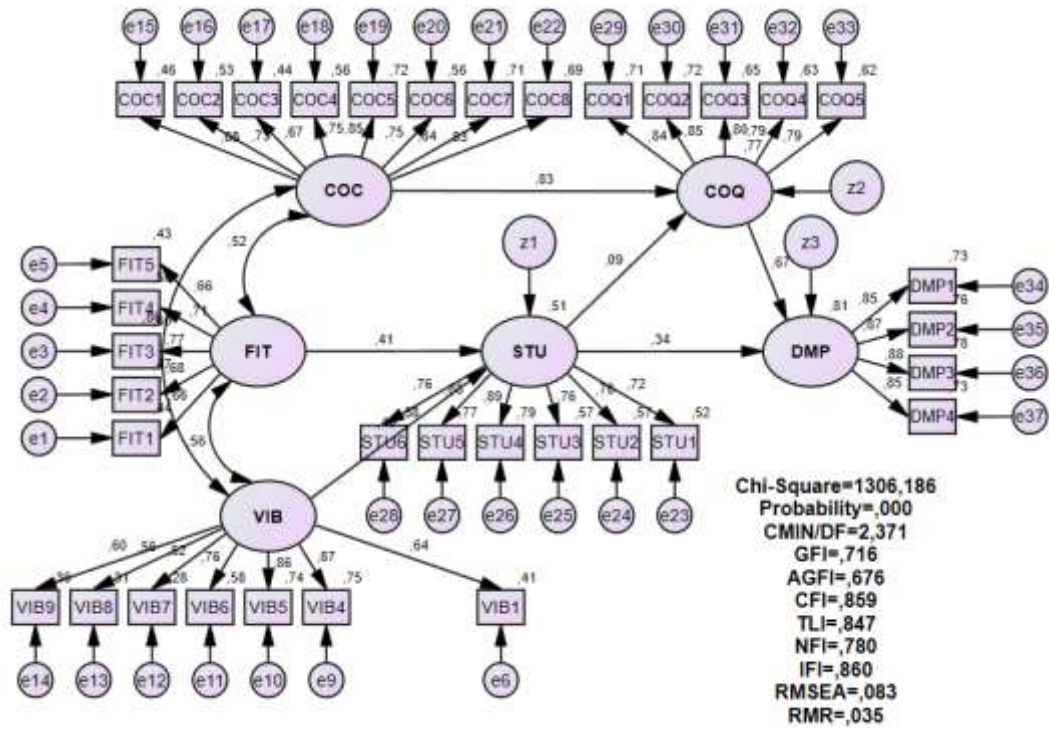 e15 e16 e17 e18 e19 e20 e21 e22 e29 e30 e31 e32 e33
,46 ,53 ,44 ,56 ,72 ,56 ,71 ,69 ,71 ,72 ,65 ,63 ,62
COC1 COC2 COC3 COC4 COC5 COC6 COC7 COC8 COQ1 COQ2 COQ3 COQ4 COQ5
,67 ,75 ,85 ,75 ,83 ,84 ,85 ,80 ,79 ,77 ,79
COC ,83 COQ z2
,52 z1 z3
e5 ,43 FIT5 ,66 ,09 ,67 ,73
e4 FIT4 ,71 ,51 ,81 ,85 DMP1 e34
,76
e3 FIT3 ,77 FIT ,41 STU ,34 DMP ,87 DMP2 e35
,78
e2 FIT2 ,68 ,88 DMP3 e36
,66 ,76 ,89 ,76 ,72 ,85 ,73
e1 FIT1 ,56 ,77 ,79 ,57 ,57 ,52 DMP4 e37
STU6 STU5 STU4 STU3 STU2 STU1
e28 e27 e26 e25 e24 e23
VIB
,60 ,56 ,76 ,86 ,87 ,64
,58 ,74 ,75 ,41
VIB9 VIB8 VIB7 VIB6 VIB5 VIB4 VIB1
e14 e13 e12 e11 e10 e9 e6
Chi-Square=1306,186
Probability=,000
CMIN/DF=2,371
GFI=,716
AGFI=,676
CFI=,859
TLI=,847
NFI=,780
IFI=,860
RMSEA=,083
RMR=,035